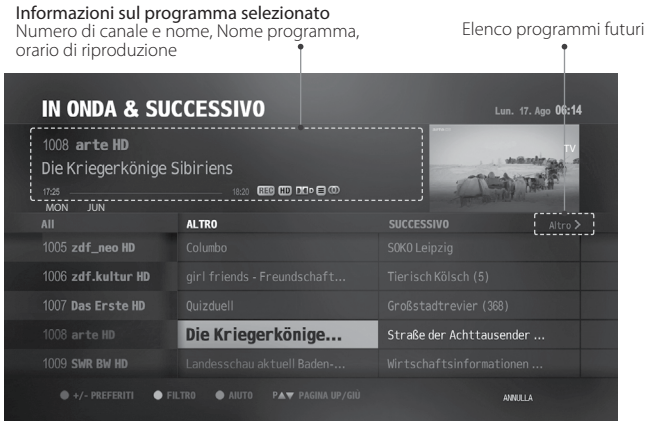 Informazioni sul programma selezionato
Numero di canale e nome, Nome programma,
orario di riproduzione
Elenco programmi futuri
IN ONDA & SUCCESSIVO
Lun. 17. Ago 06:14
1008 arte HD
Die Kriegerkönige Sibiriens
17:25 18:20 REC HD D
MON JUN
TV
All ALTRO SUCCESSIVO Altro >
1005 zdf_neo HD Columbo SOKO Leipzig
1006 zdf.kultur HD girl friends - Freundschaft... Tierisch Kölsch (5)
1007 Das Erste HD Quizduell Großstadtrevier (368)
1008 arte HD Die Kriegerkönige... Straße der Achttausender ...
1009 SWR BW HD Landesschau aktuell Baden-... Wirtschaftsinformationen ...
+/- PREFERITI FILTRO AIUTO P▲▼ PAGINA UP/GIÙ ANNULLA